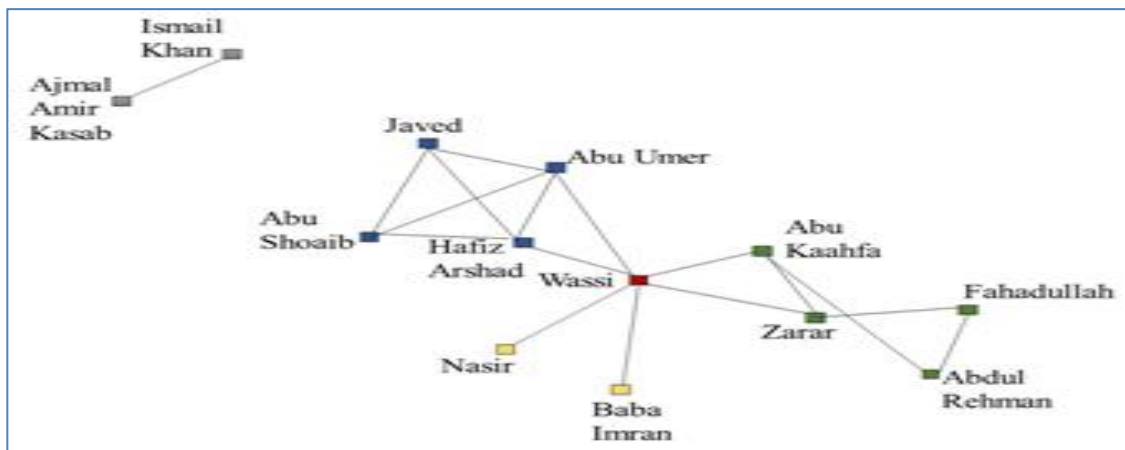 Ismail
Khan
Ajmal
Amir
Kasab
Javed
Abu Umer
Abu
Shoaib
Hafiz
Arshad
Wassi
Abu
Kaahfa
Fahadullah
Zarar
Nasir
Abdul
Rehman
Baba
Imran